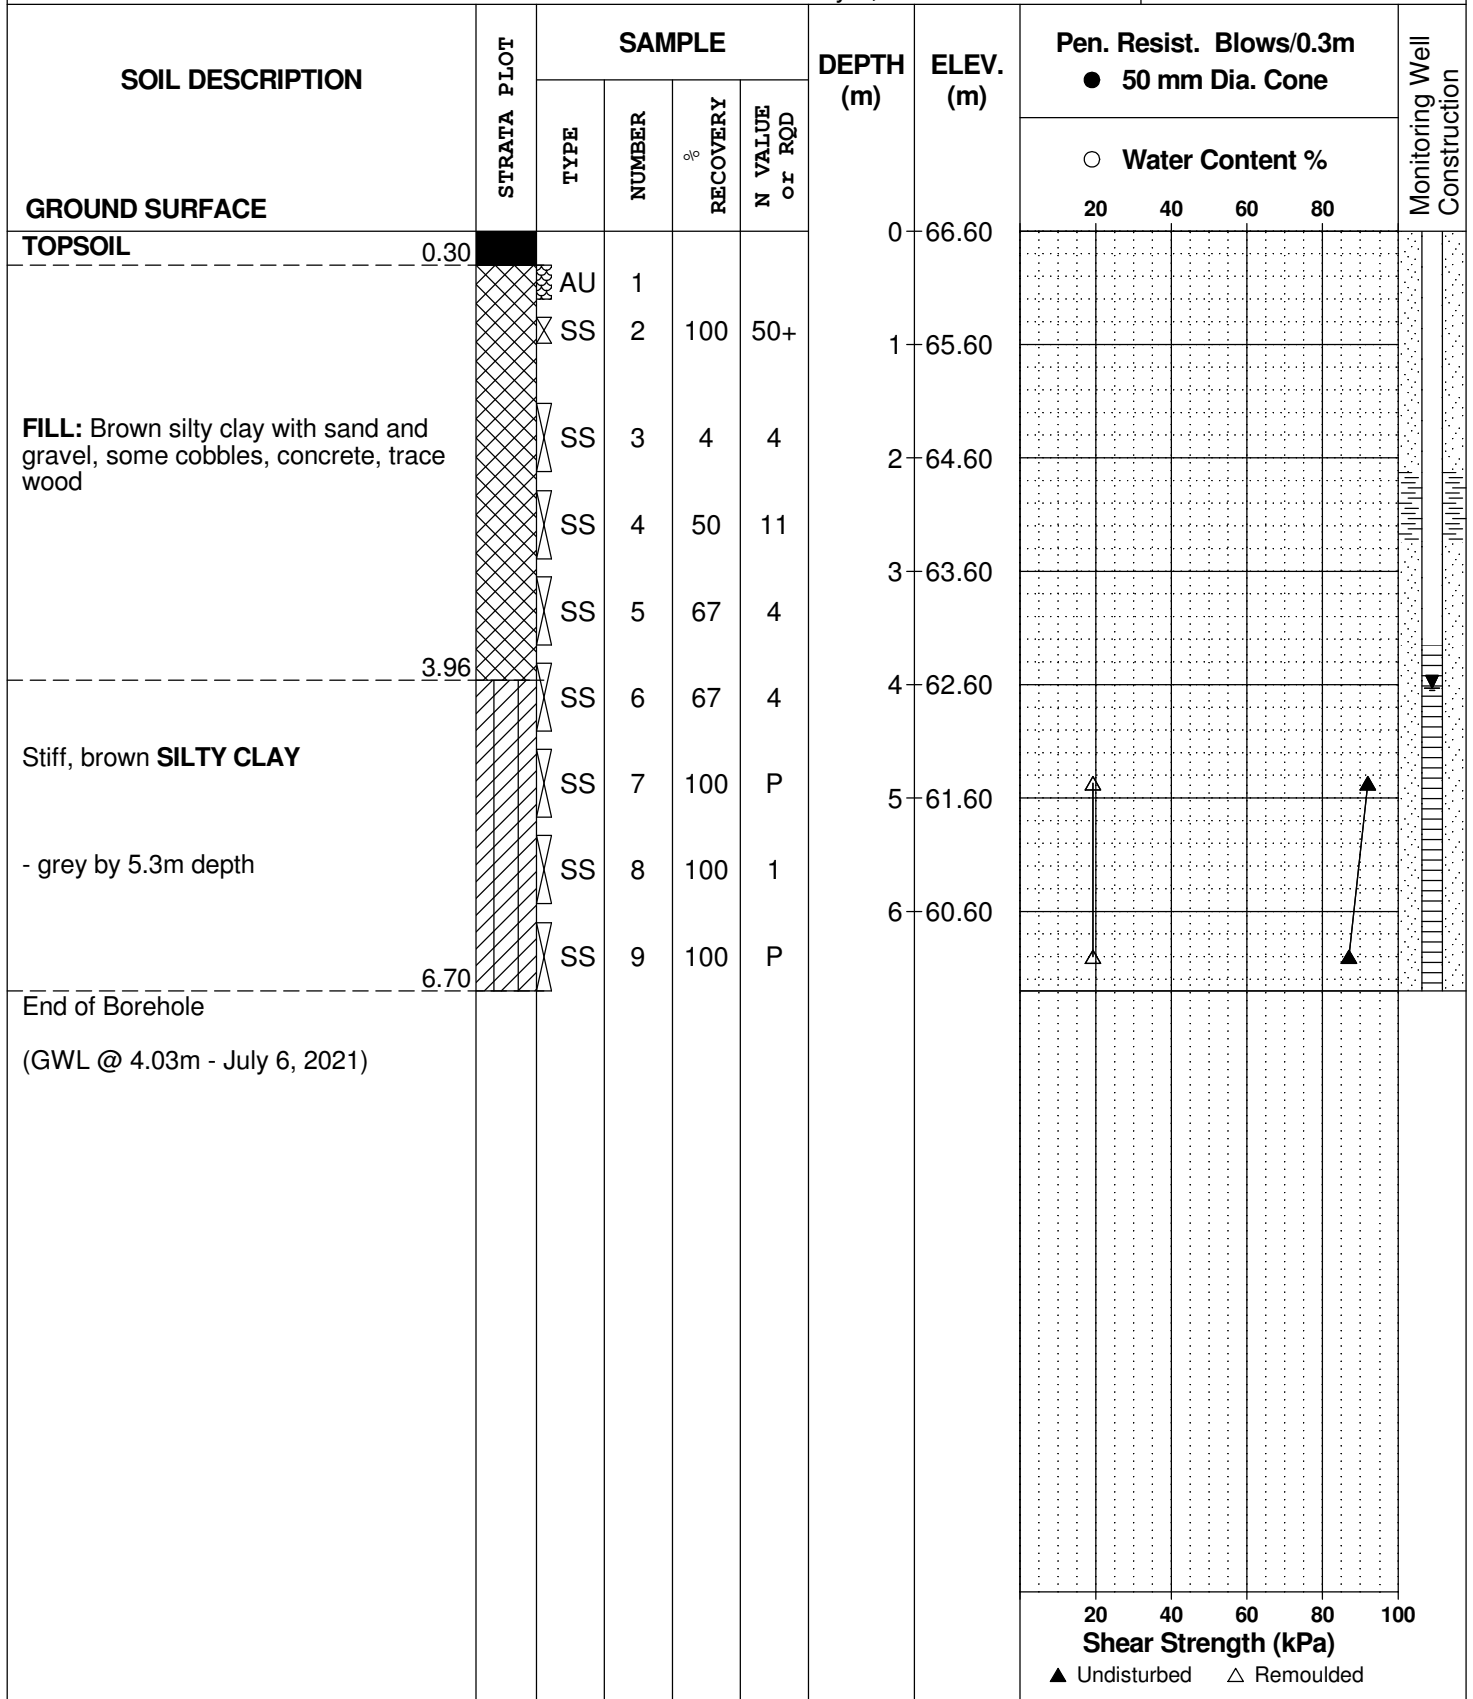 SOIL DESCRIPTION
GROUND SURFACE
STRATA PLOT
SAMPLE
TYPE
NUMBER
% RECOVERY
N VALUE or RQD
DEPTH (m)
ELEV. (m)
Pen. Resist. Blows/0.3m
● 50 mm Dia. Cone
○ Water Content %
20 40 60 80
Monitoring Well Construction
TOPSOIL 0.30
0 66.60
AU 1
SS 2 100 50+
1 65.60
FILL: Brown silty clay with sand and
gravel, some cobbles, concrete, trace
wood
SS 3 4 4
2 64.60
SS 4 50 11
3 63.60
SS 5 67 4
3.96
SS 6 67 4
4 62.60
Stiff, brown SILTY CLAY
SS 7 100 P
5 61.60
- grey by 5.3m depth
SS 8 100 1
6 60.60
SS 9 100 P
6.70
End of Borehole
(GWL @ 4.03m - July 6, 2021)
20 40 60 80 100
Shear Strength (kPa)
▲ Undisturbed △ Remoulded